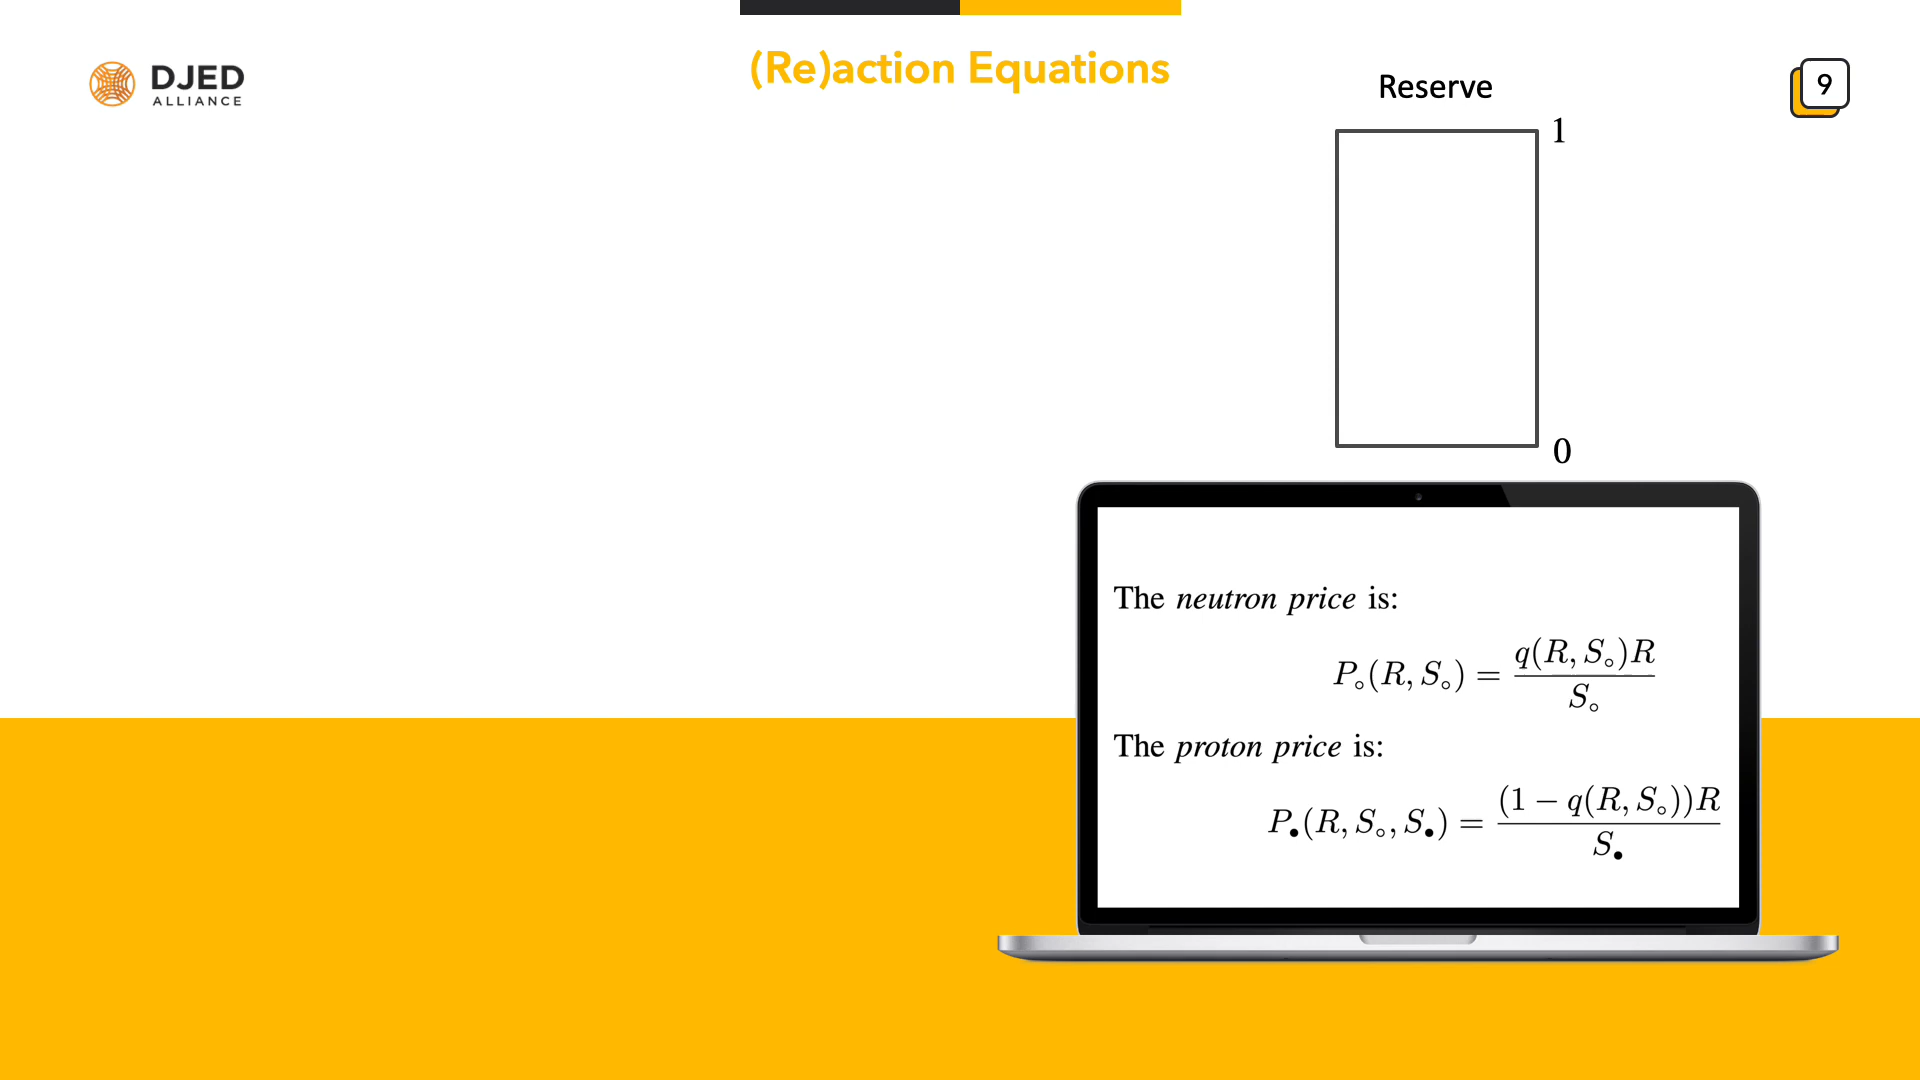 DJED
ALLIANCE
(Re)action Equations
9
Reserve
1
0
The neutron price is:
P∘(R, S∘) = q(R, S∘)R / S∘
The proton price is:
P•(R, S∘, S•) = (1 − q(R, S∘))R / S•